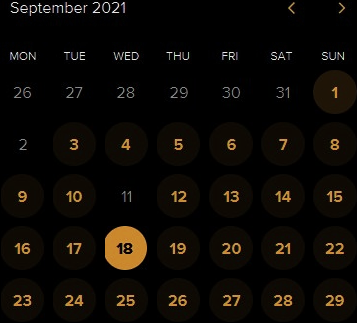 September 2021
MON TUE WED THU FRI SAT SUN
26 27 28 29 30 31 1
2 3 4 5 6 7 8
9 10 11 12 13 14 15
16 17 18 19 20 21 22
23 24 25 26 27 28 29